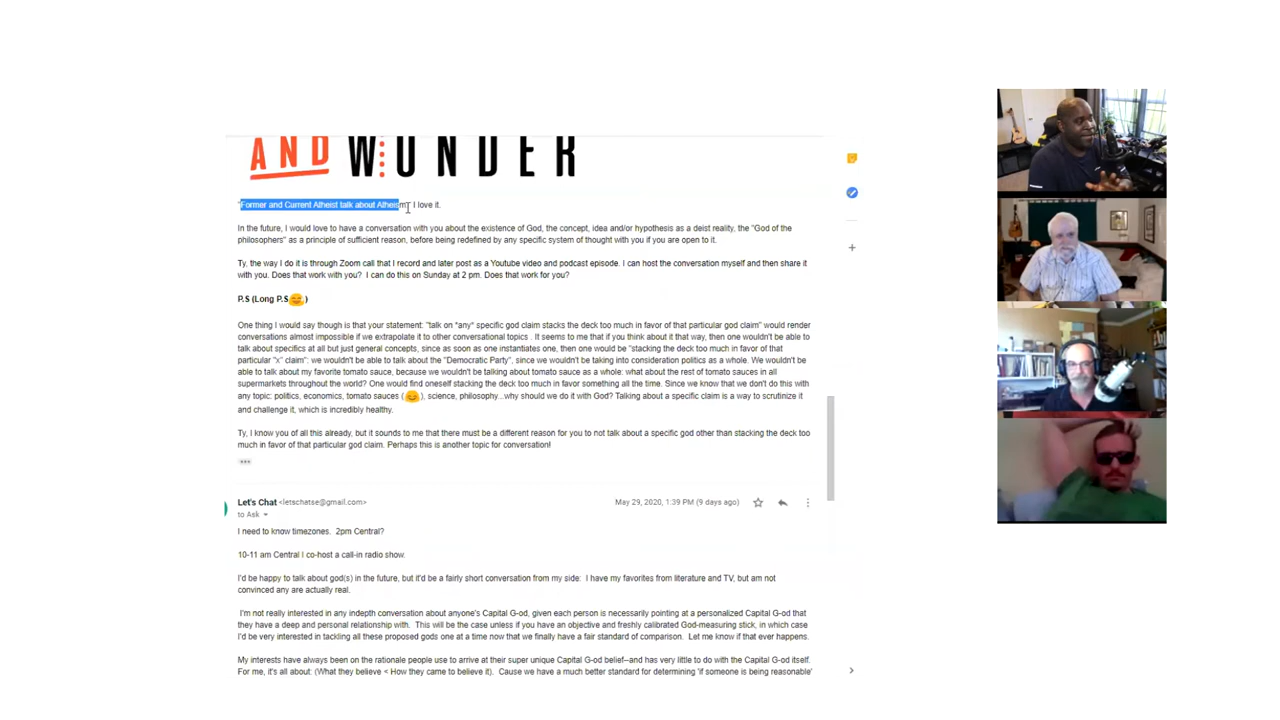 AND WONDER
"Former and Current Atheist talk about Atheism" I love it.
In the future, I would love to have a conversation with you about the existence of God, the concept, idea and/or hypothesis as a deist reality, the "God of the
philosophers" as a principle of sufficient reason, before being redefined by any specific system of thought with you if you are open to it.
Ty, the way I do it is through Zoom call that I record and later post as a Youtube video and podcast episode. I can host the conversation myself and then share it
with you. Does that work with you?  I can do this on Sunday at 2 pm. Does that work for you?
P.S (Long P.S😄.)
One thing I would say though is that your statement: "talk on *any* specific god claim stacks the deck too much in favor of that particular god claim" would render
conversations almost impossible if we extrapolate it to other conversational topics . It seems to me that if you think about it that way, then one wouldn't be able to
talk about specifics at all but just general concepts, since as soon as one instantiates one, then one would be "stacking the deck too much in favor of that
particular "x" claim": we wouldn't be able to talk about the "Democratic Party", since we wouldn't be taking into consideration politics as a whole. We wouldn't be
able to talk about my favorite tomato sauce, because we wouldn't be talking about tomato sauce as a whole: what about the rest of tomato sauces in all
supermarkets throughout the world? One would find oneself stacking the deck too much in favor something all the time. Since we know that we don't do this with
any topic: politics, economics, tomato sauces (😊), science, philosophy...why should we do it with God? Talking about a specific claim is a way to scrutinize it
and challenge it, which is incredibly healthy.
Ty, I know you of all this already, but it sounds to me that there must be a different reason for you to not talk about a specific god other than stacking the deck too
much in favor of that particular god claim. Perhaps this is another topic for conversation!
Let's Chat <letschatse@gmail.com> May 29, 2020, 1:39 PM (9 days ago)
to Ask
I need to know timezones.  2pm Central?
10-11 am Central I co-host a call-in radio show.
I'd be happy to talk about god(s) in the future, but it'd be a fairly short conversation from my side:  I have my favorites from literature and TV, but am not
convinced any are actually real.
I'm not really interested in any indepth conversation about anyone's Capital G-od, given each person is necessarily pointing at a personalized Capital G-od that
they have a deep and personal relationship with.  This will be the case unless if you have an objective and freshly calibrated God-measuring stick, in which case
I'd be very interested in tackling all these proposed gods one at a time now that we finally have a fair standard of comparison.  Let me know if that ever happens.
My interests have always been on the rationale people use to arrive at their super unique Capital G-od belief--and has very little to do with the Capital G-od itself.
For me, it's all about: (What they believe < How they came to believe it).  Cause we have a much better standard for determining 'if someone is being reasonable'